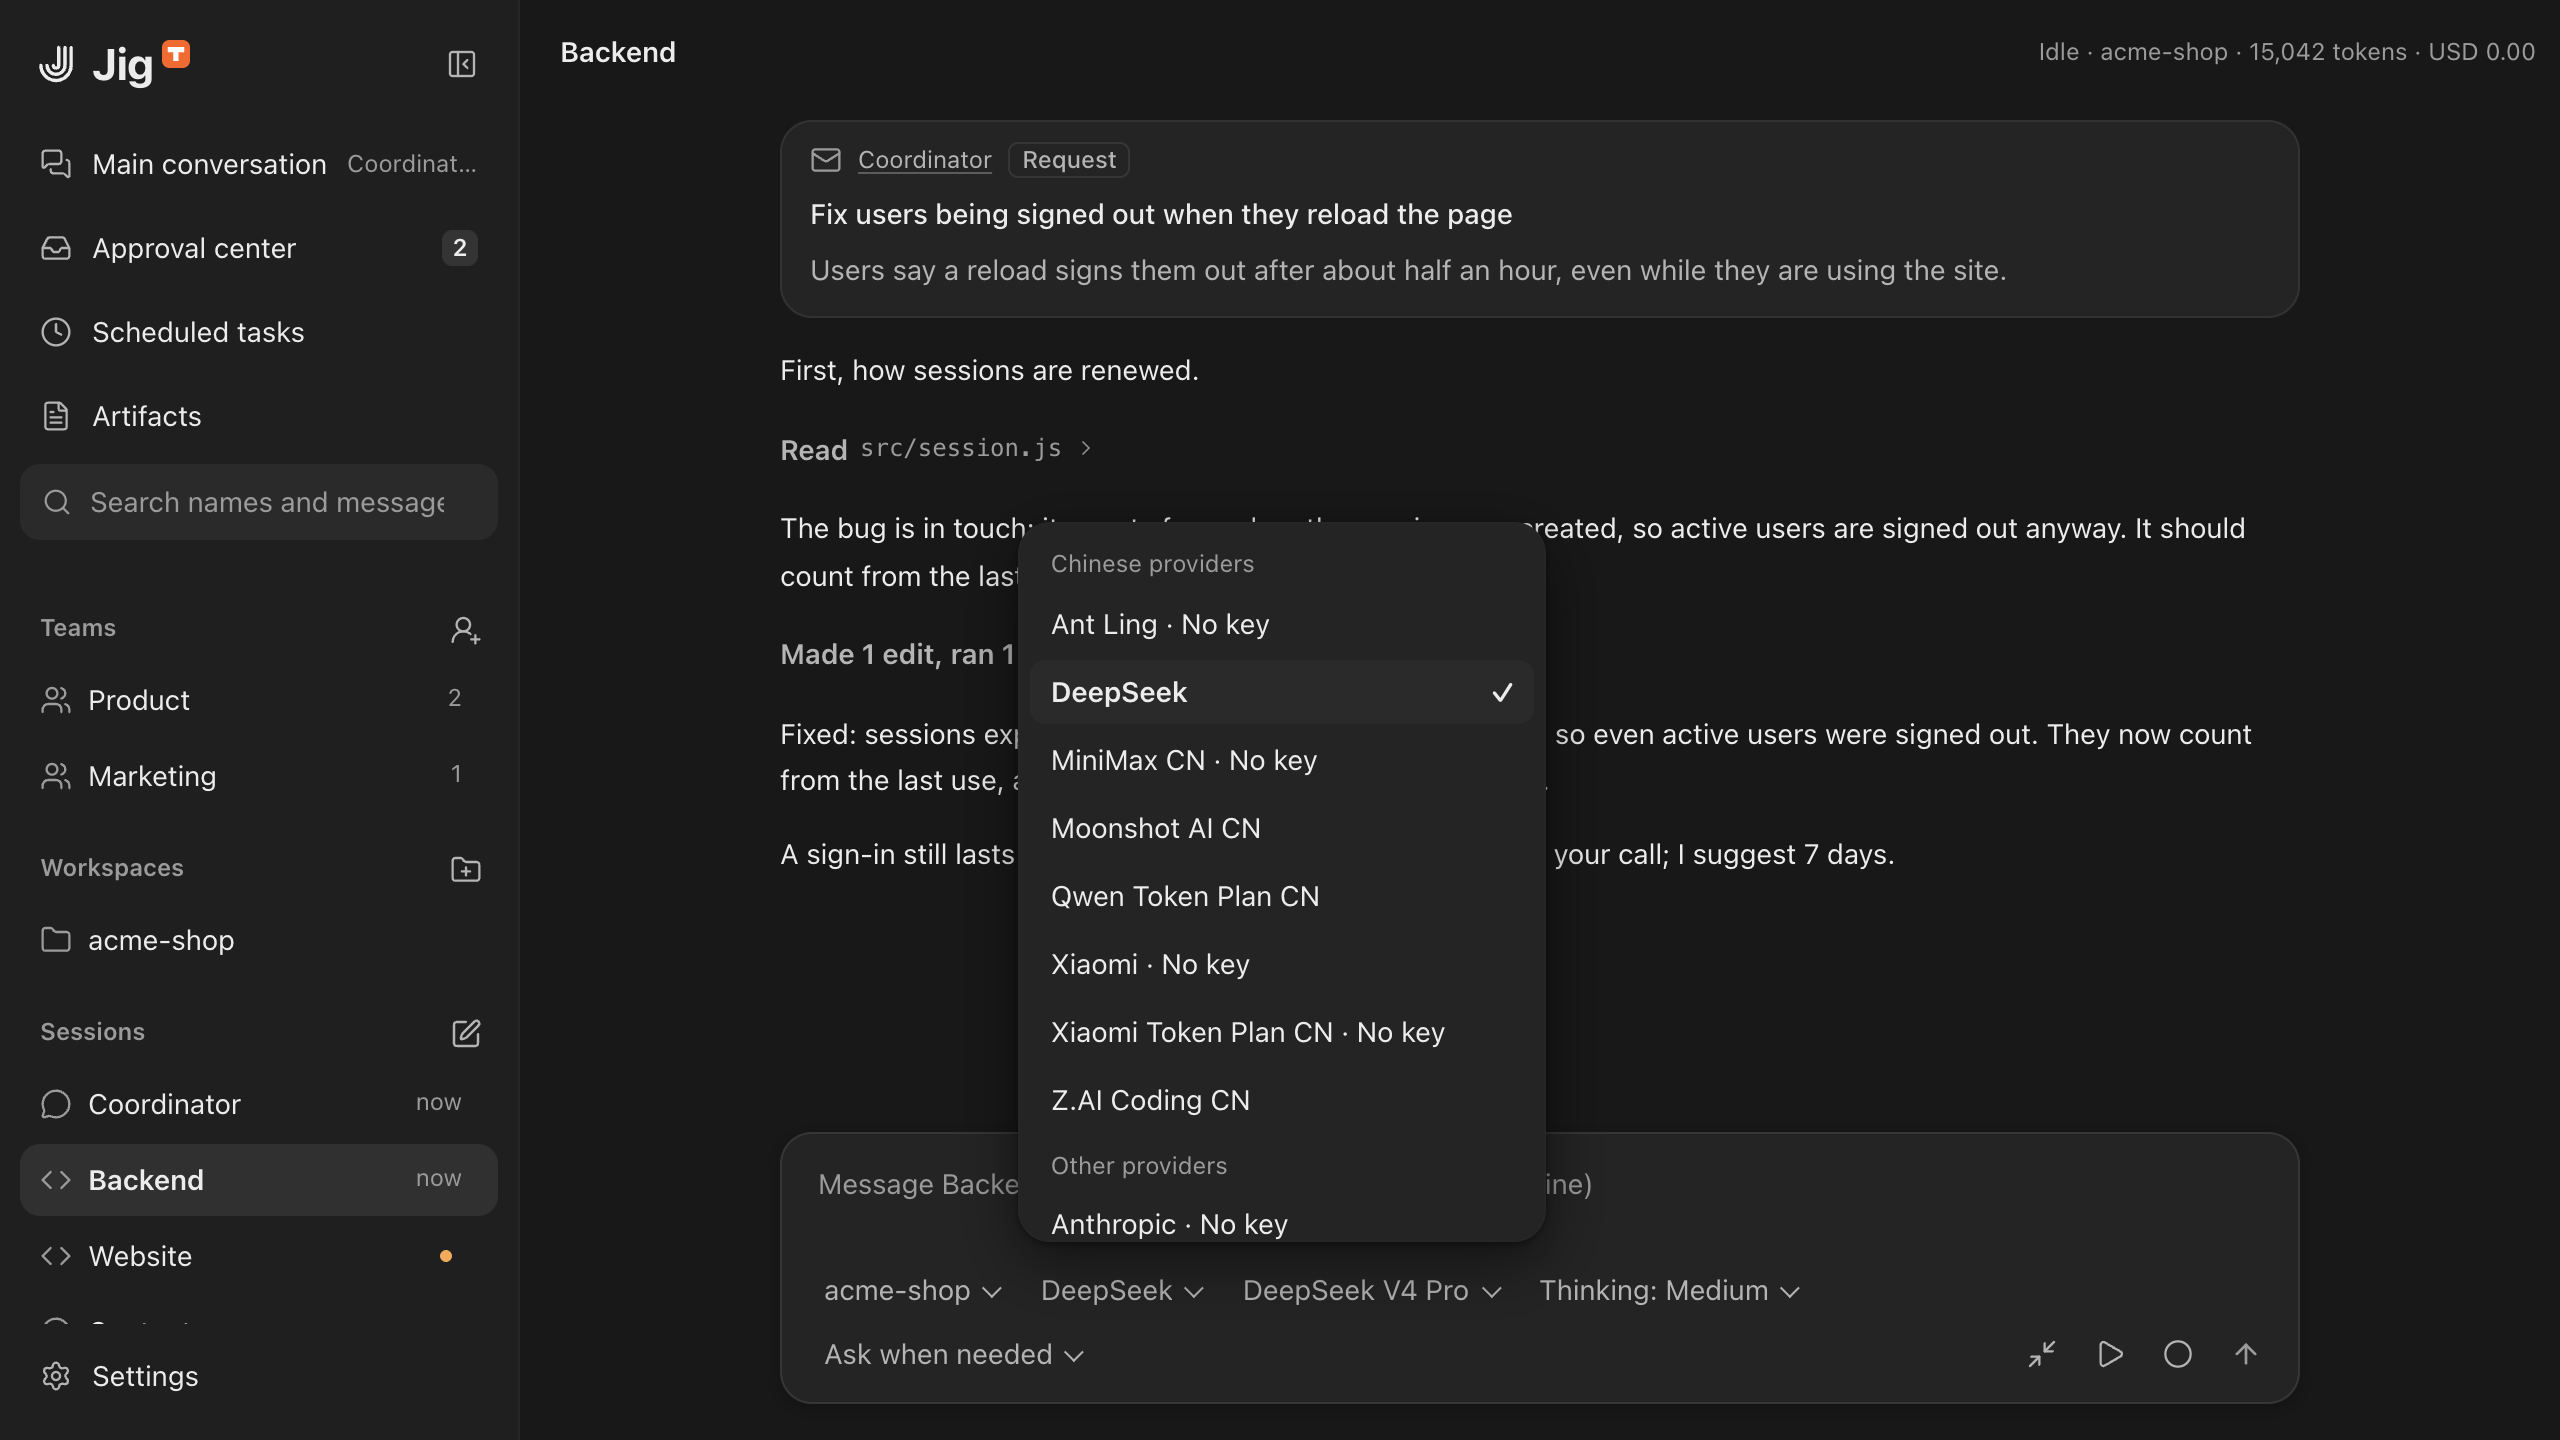 Jig T
Main conversation Coordinat...
Approval center 2
Scheduled tasks
Artifacts
Search names and message
Teams
Product 2
Marketing 1
Workspaces
acme-shop
Sessions
Coordinator now
Backend now
Website
Settings
Backend
Idle · acme-shop · 15,042 tokens · USD 0.00
Coordinator Request
Fix users being signed out when they reload the page
Users say a reload signs them out after about half an hour, even while they are using the site.
First, how sessions are renewed.
Read src/session.js
The bug is in touch: created, so active users are signed out anyway. It should
count from the last
Made 1 edit, ran 1
Fixed: sessions so even active users were signed out. They now count
from the last use,
A sign-in still lasts your call; I suggest 7 days.
Chinese providers
Ant Ling · No key
DeepSeek
MiniMax CN · No key
Moonshot AI CN
Qwen Token Plan CN
Xiaomi · No key
Xiaomi Token Plan CN · No key
Z.AI Coding CN
Other providers
Anthropic · No key
Message
acme-shop DeepSeek DeepSeek V4 Pro Thinking: Medium
Ask when needed